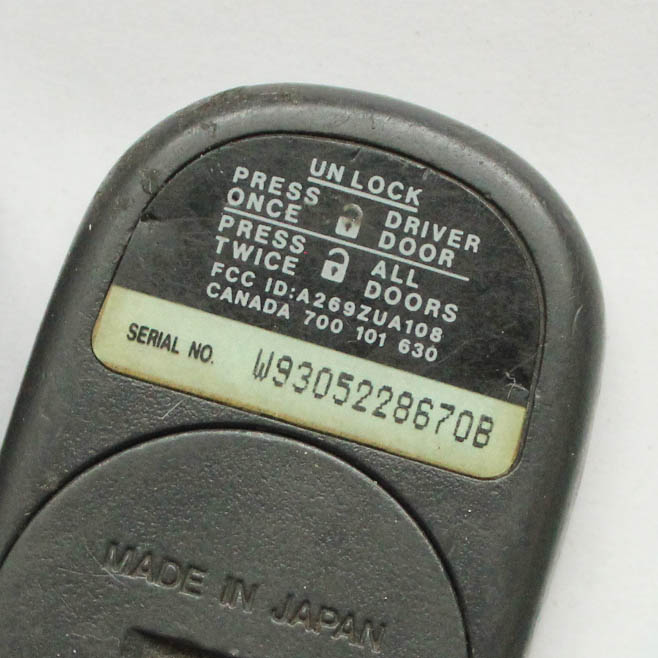 UNLOCK
PRESS ONCE DRIVER DOOR
PRESS TWICE ALL DOORS
FCC ID:A269ZUA108
CANADA 700 101 630
SERIAL NO. W9305228670B
MADE IN JAPAN